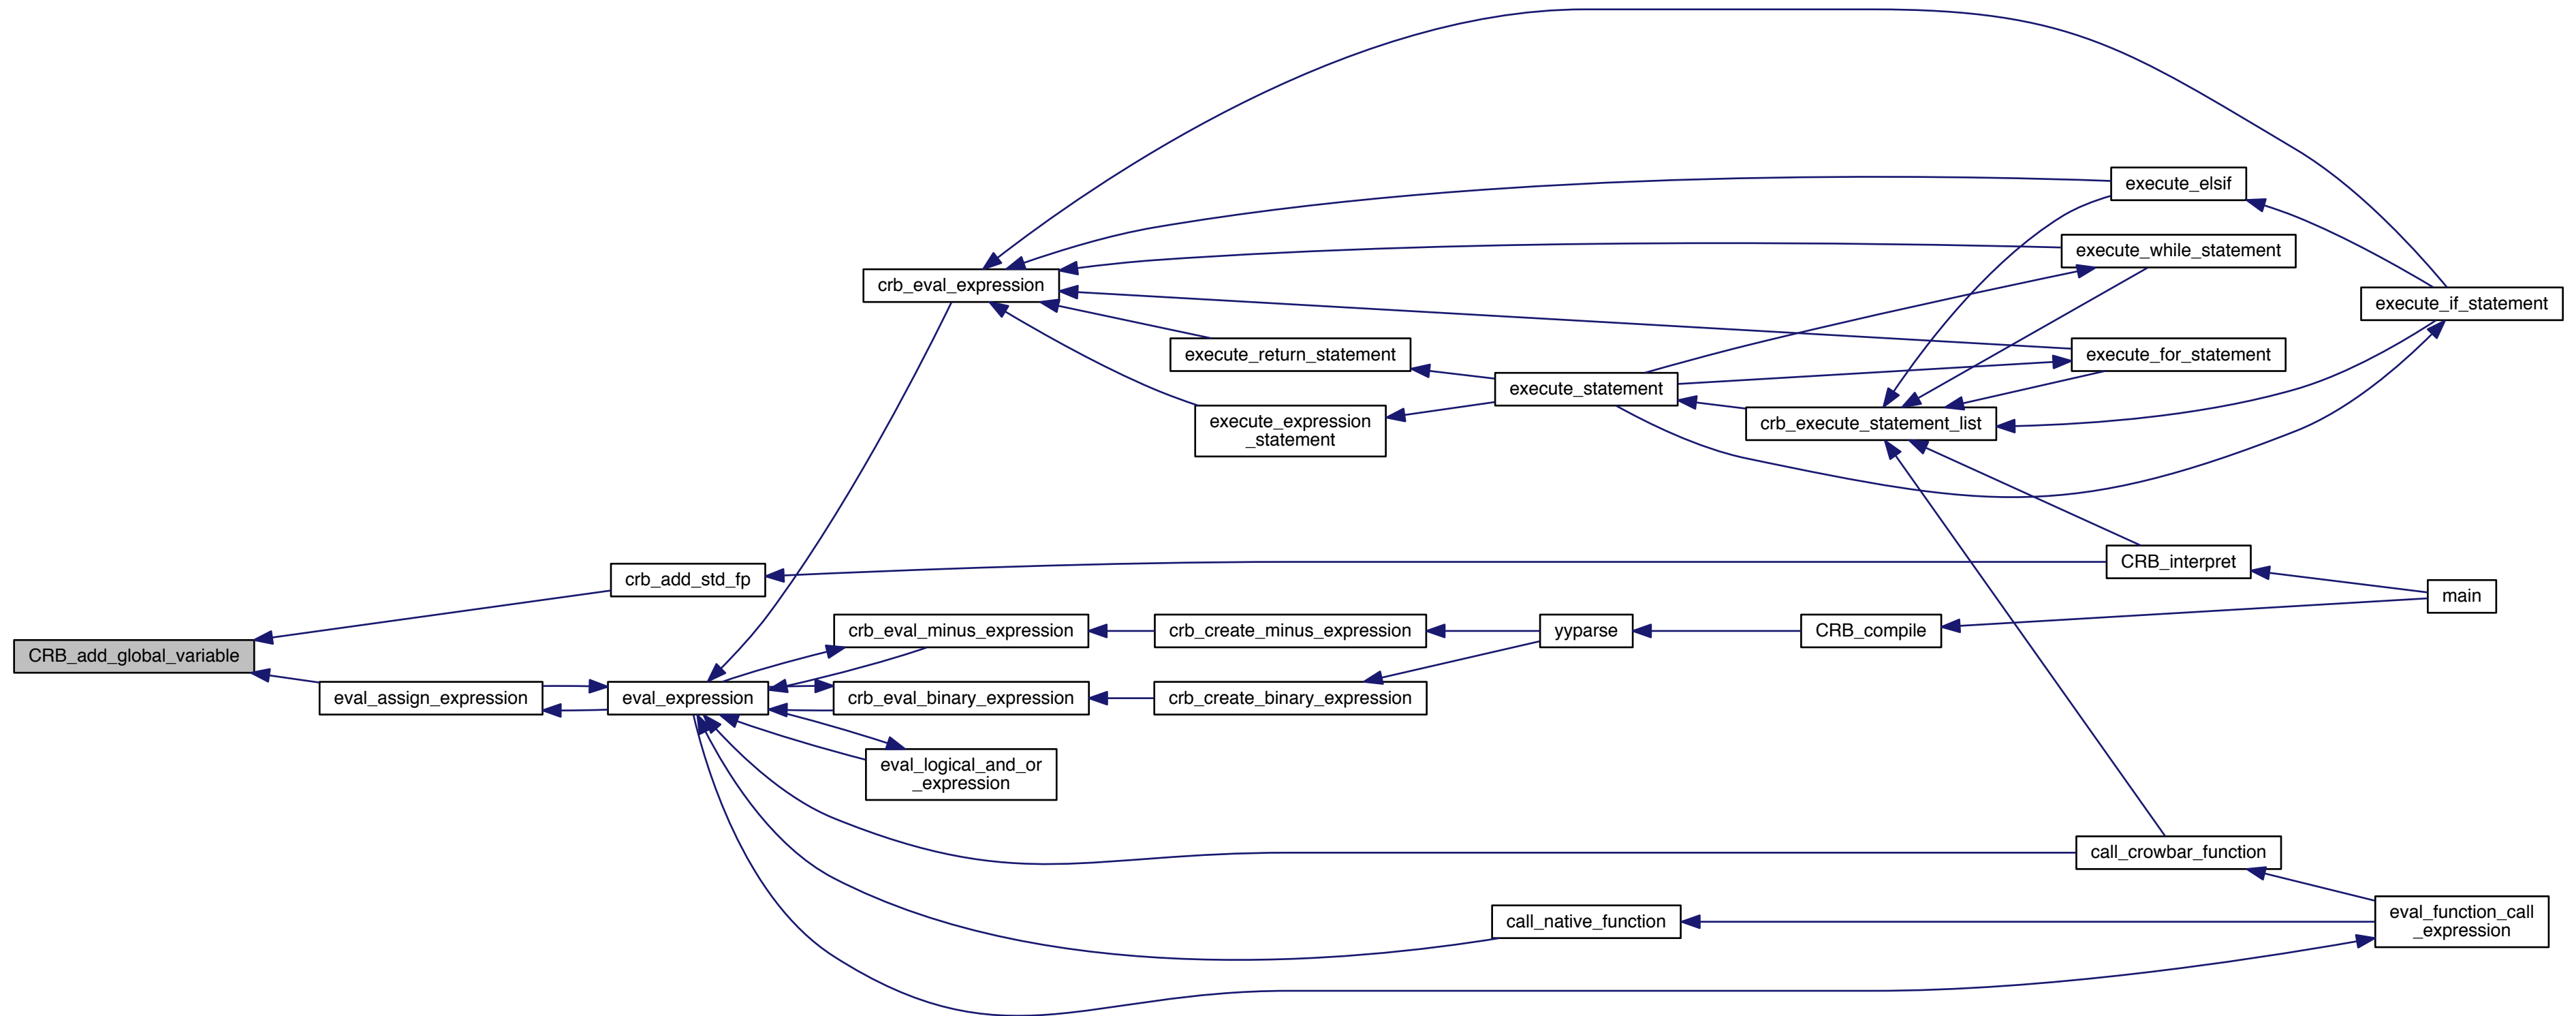 execute_elsif
execute_while_statement
crb_eval_expression
execute_if_statement
execute_return_statement
execute_for_statement
execute_statement
execute_expression
_statement
crb_execute_statement_list
CRB_interpret
crb_add_std_fp
main
crb_eval_minus_expression
crb_create_minus_expression
yyparse
CRB_compile
CRB_add_global_variable
eval_assign_expression
eval_expression
crb_eval_binary_expression
crb_create_binary_expression
eval_logical_and_or
_expression
call_crowbar_function
call_native_function
eval_function_call
_expression